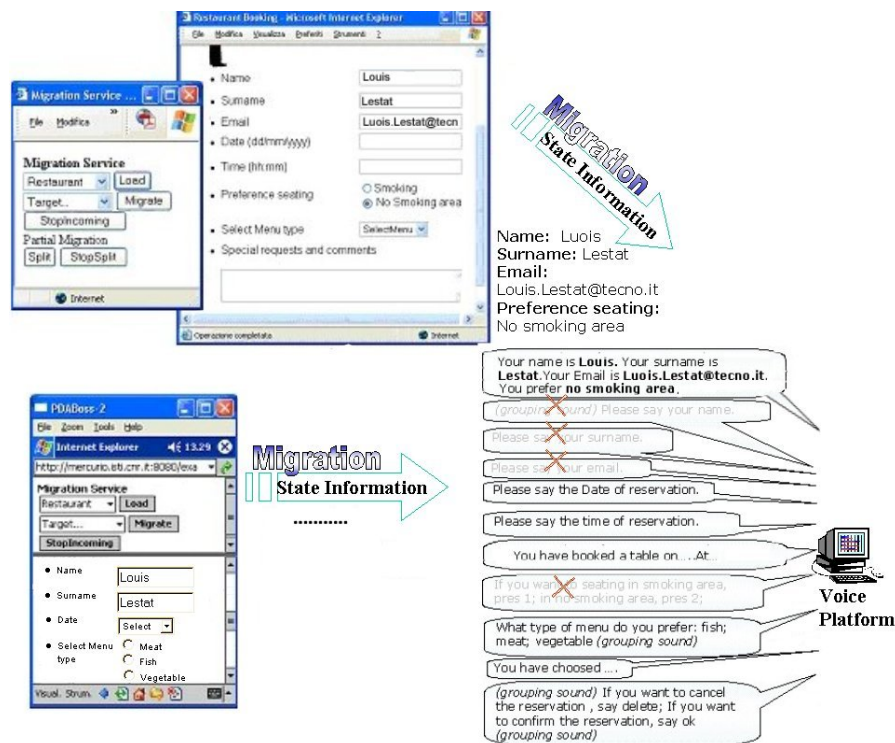 Restaurant Booking - Microsoft Internet Explorer
File Modifica Visualizza Preferiti Strumenti ?
Name Louis
Surname Lestat
Email Luois.Lestat@tecn
Date (dd/mm/yyyy)
Time (hh:mm)
Preference seating Smoking
No Smoking area
Select Menu type SelectMenu
Special requests and comments
Operazione completata Internet
Migration Service ...
File Modifica »
Migration Service
Restaurant Load
Target.. Migrate
StopIncoming
Partial Migration
Split StopSplit
Internet
Migration
State Information
Name: Luois
Surname: Lestat
Email:
Louis.Lestat@tecno.it
Preference seating:
No smoking area
PDABoss-2
File Zoom Tools Help
Internet Explorer 13.29
http://mercurio.isti.cnr.it:8080/exa
Migration Service
Restaurant Load
Target... Migrate
StopIncoming
Name Louis
Surname Lestat
Date Select
Select Menu type Meat
Fish
Vegetable
Visual. Strum.
Migration
State Information
...........
Your name is Louis. Your surname is
Lestat.Your Email is Luois.Lestat@tecno.it.
You prefer no smoking area.
(grouping sound) Please say your name.
Please say your surname.
Please say your email.
Please say the Date of reservation.
Please say the time of reservation.
You have booked a table on.....At...
If you want to seating in smoking area,
pres 1; in no smoking area, pres 2;
What type of menu do you prefer: fish;
meat; vegetable (grouping sound)
You have choosed ....
(grouping sound) If you want to cancel
the reservation , say delete; If you want
to confirm the reservation, say ok
(grouping sound)
Voice
Platform